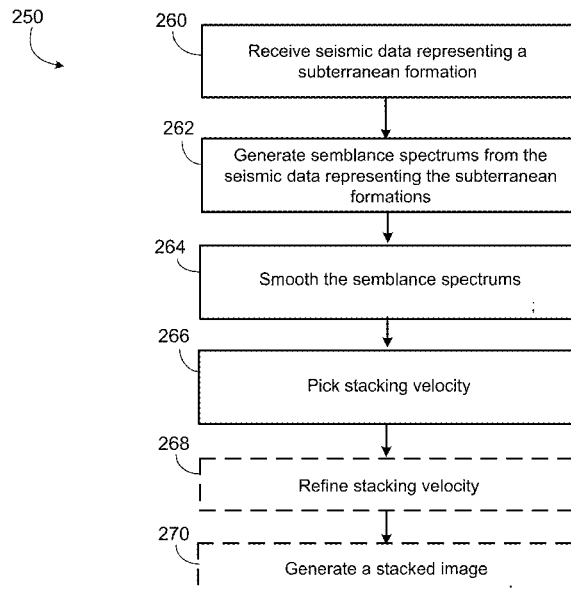 250
260
Receive seismic data representing a
subterranean formation
262
Generate semblance spectrums from the
seismic data representing the subterranean
formations
264
Smooth the semblance spectrums
266
Pick stacking velocity
268
Refine stacking velocity
270
Generate a stacked image